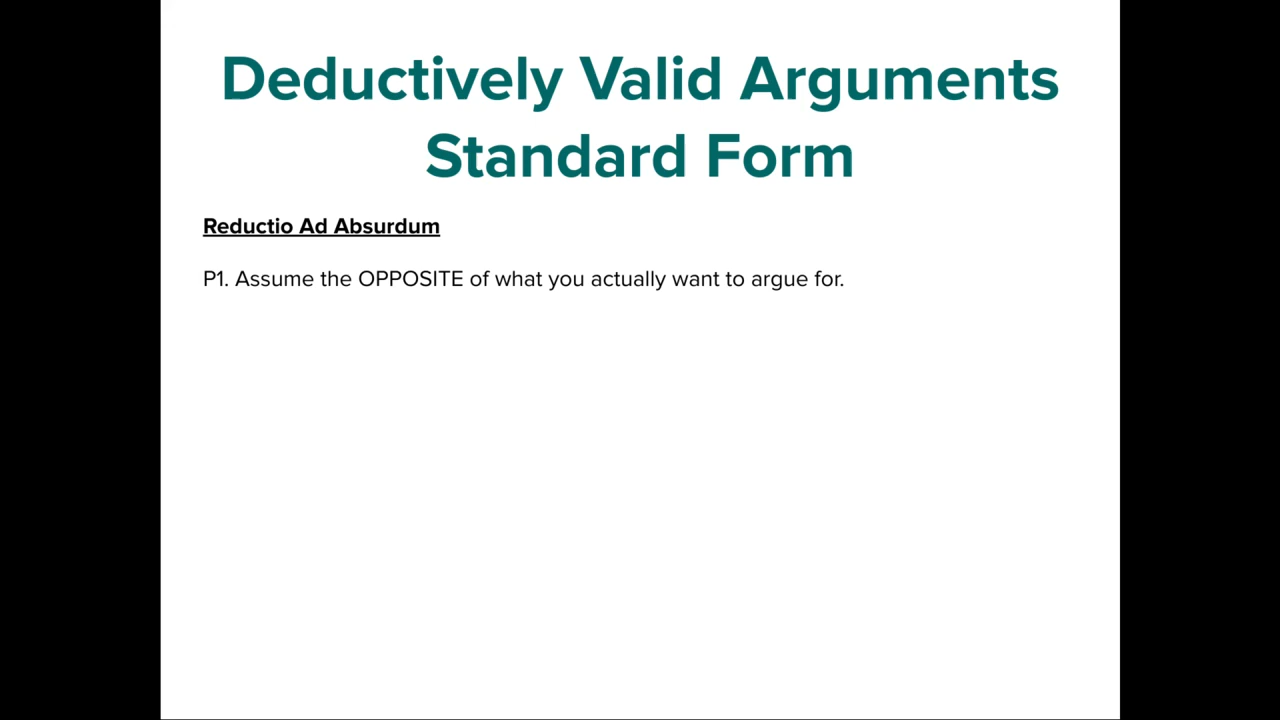 Deductively Valid Arguments
Standard Form
Reductio Ad Absurdum
P1. Assume the OPPOSITE of what you actually want to argue for.